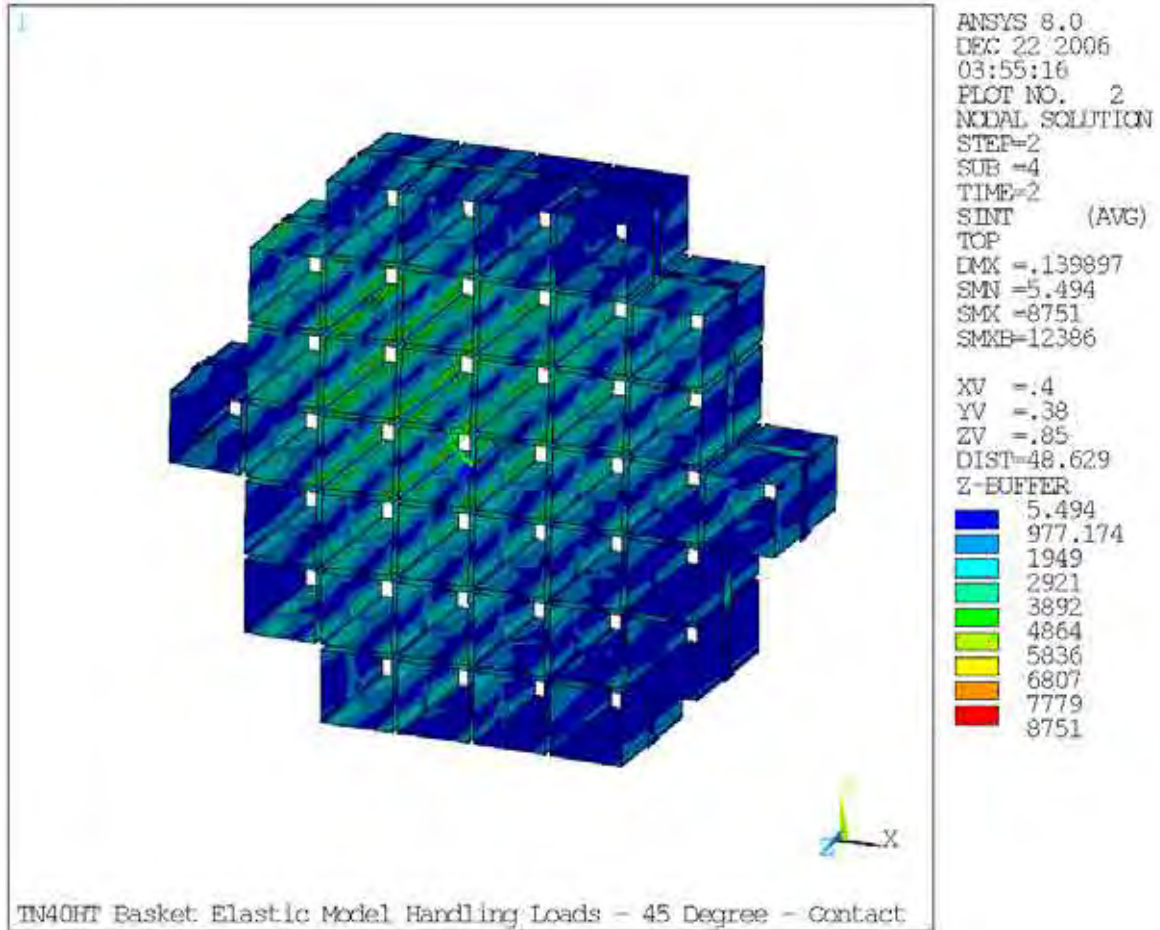 1
ANSYS 8.0
DEC 22 2006
03:55:16
PLOT NO. 2
NODAL SOLUTION
STEP=2
SUB =4
TIME=2
SINT (AVG)
TOP
DMX =.139897
SMN =5.494
SMX =8751
SMXB=12386
XV =.4
YV =.38
ZV =.85
DIST=48.629
Z-BUFFER
5.494
977.174
1949
2921
3892
4864
5836
6807
7779
8751
X
Z
TN40HT Basket Elastic Model Handling Loads - 45 Degree - Contact